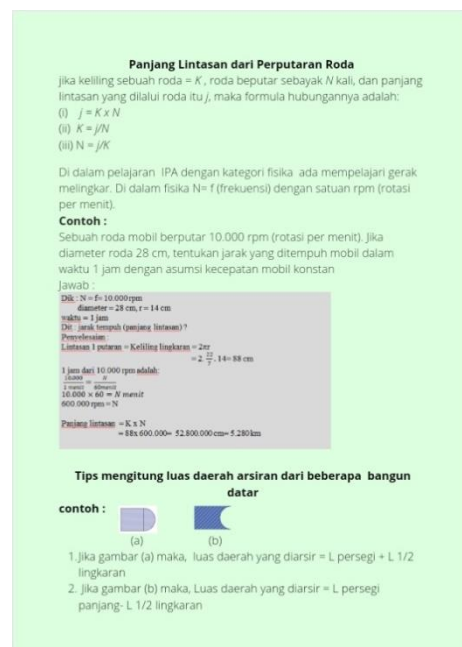 Panjang Lintasan dari Perputaran Roda
jika keliling sebuah roda = K , roda beputar sebayak N kali, dan panjang
lintasan yang dilalui roda itu j, maka formula hubungannya adalah:
(i) j = K x N
(ii) K = j/N
(iii) N = j/K
Di dalam pelajaran IPA dengan kategori fisika ada mempelajari gerak
melingkar. Di dalam fisika N= f (frekuensi) dengan satuan rpm (rotasi
per menit).
Contoh :
Sebuah roda mobil berputar 10.000 rpm (rotasi per menit). Jika
diameter roda 28 cm, tentukan jarak yang ditempuh mobil dalam
waktu 1 jam dengan asumsi kecepatan mobil konstan
Jawab :
Dik : N = f= 10.000 rpm
diameter = 28 cm, r = 14 cm
waktu = 1 jam
Dit : jarak tempuh (panjang lintasan) ?
Penyelesaian :
Lintasan 1 putaran = Keliling lingkaran = 2πr
= 2 . 22/7 . 14= 88 cm
1 jam dari 10.000 rpm adalah:
10.000/1 menit = N/60menit
10.000 × 60 = N menit
600.000 rpm = N
Panjang lintasan = K x N
= 88x 600.000= 52.800.000 cm= 5.280 km
Tips mengitung luas daerah arsiran dari beberapa bangun
datar
contoh :
(a) (b)
1. Jika gambar (a) maka, luas daerah yang diarsir = L persegi + L 1/2
lingkaran
2. Jika gambar (b) maka, Luas daerah yang diarsir = L persegi
panjang- L 1/2 lingkaran